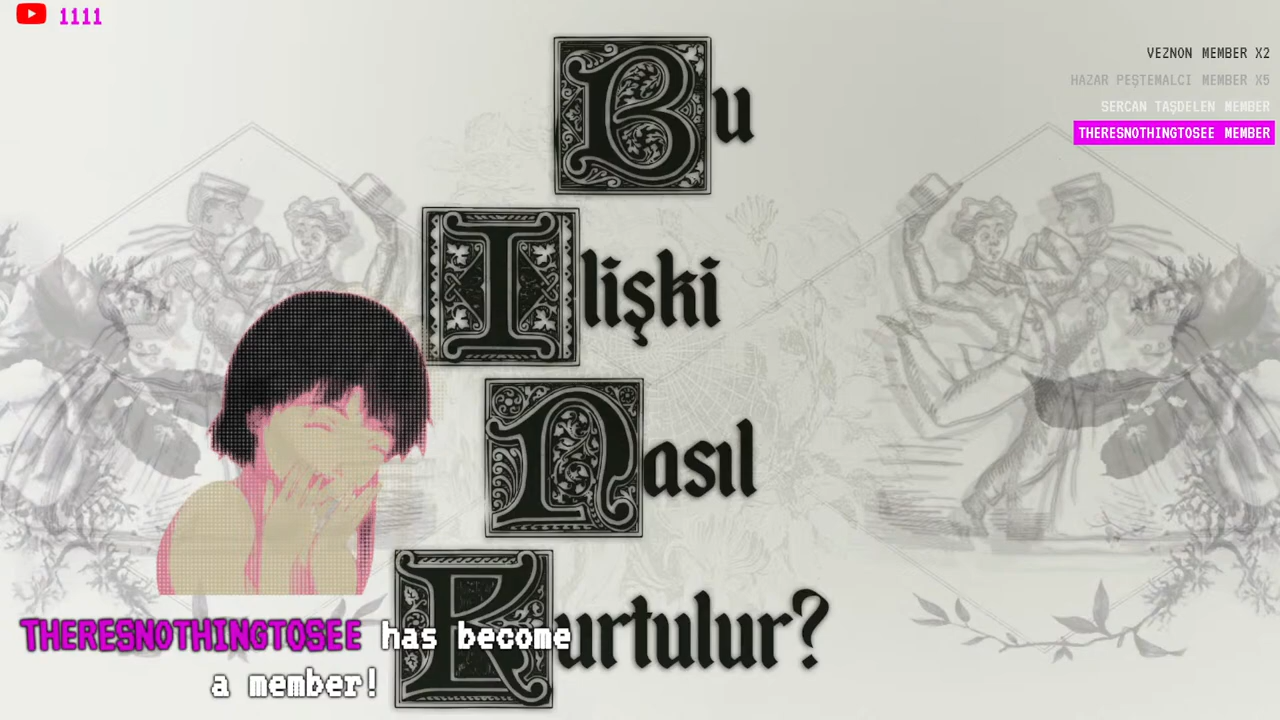 1111
VEZNON MEMBER X2
HAZAR PEŞTEMALCI MEMBER X5
SERCAN TAŞDELEN MEMBER
THERESNOTHINGTOSEE MEMBER
Bu
Ilişki
Nasıl
Kurtulur?
THERESNOTHINGTOSEE has become
a member!